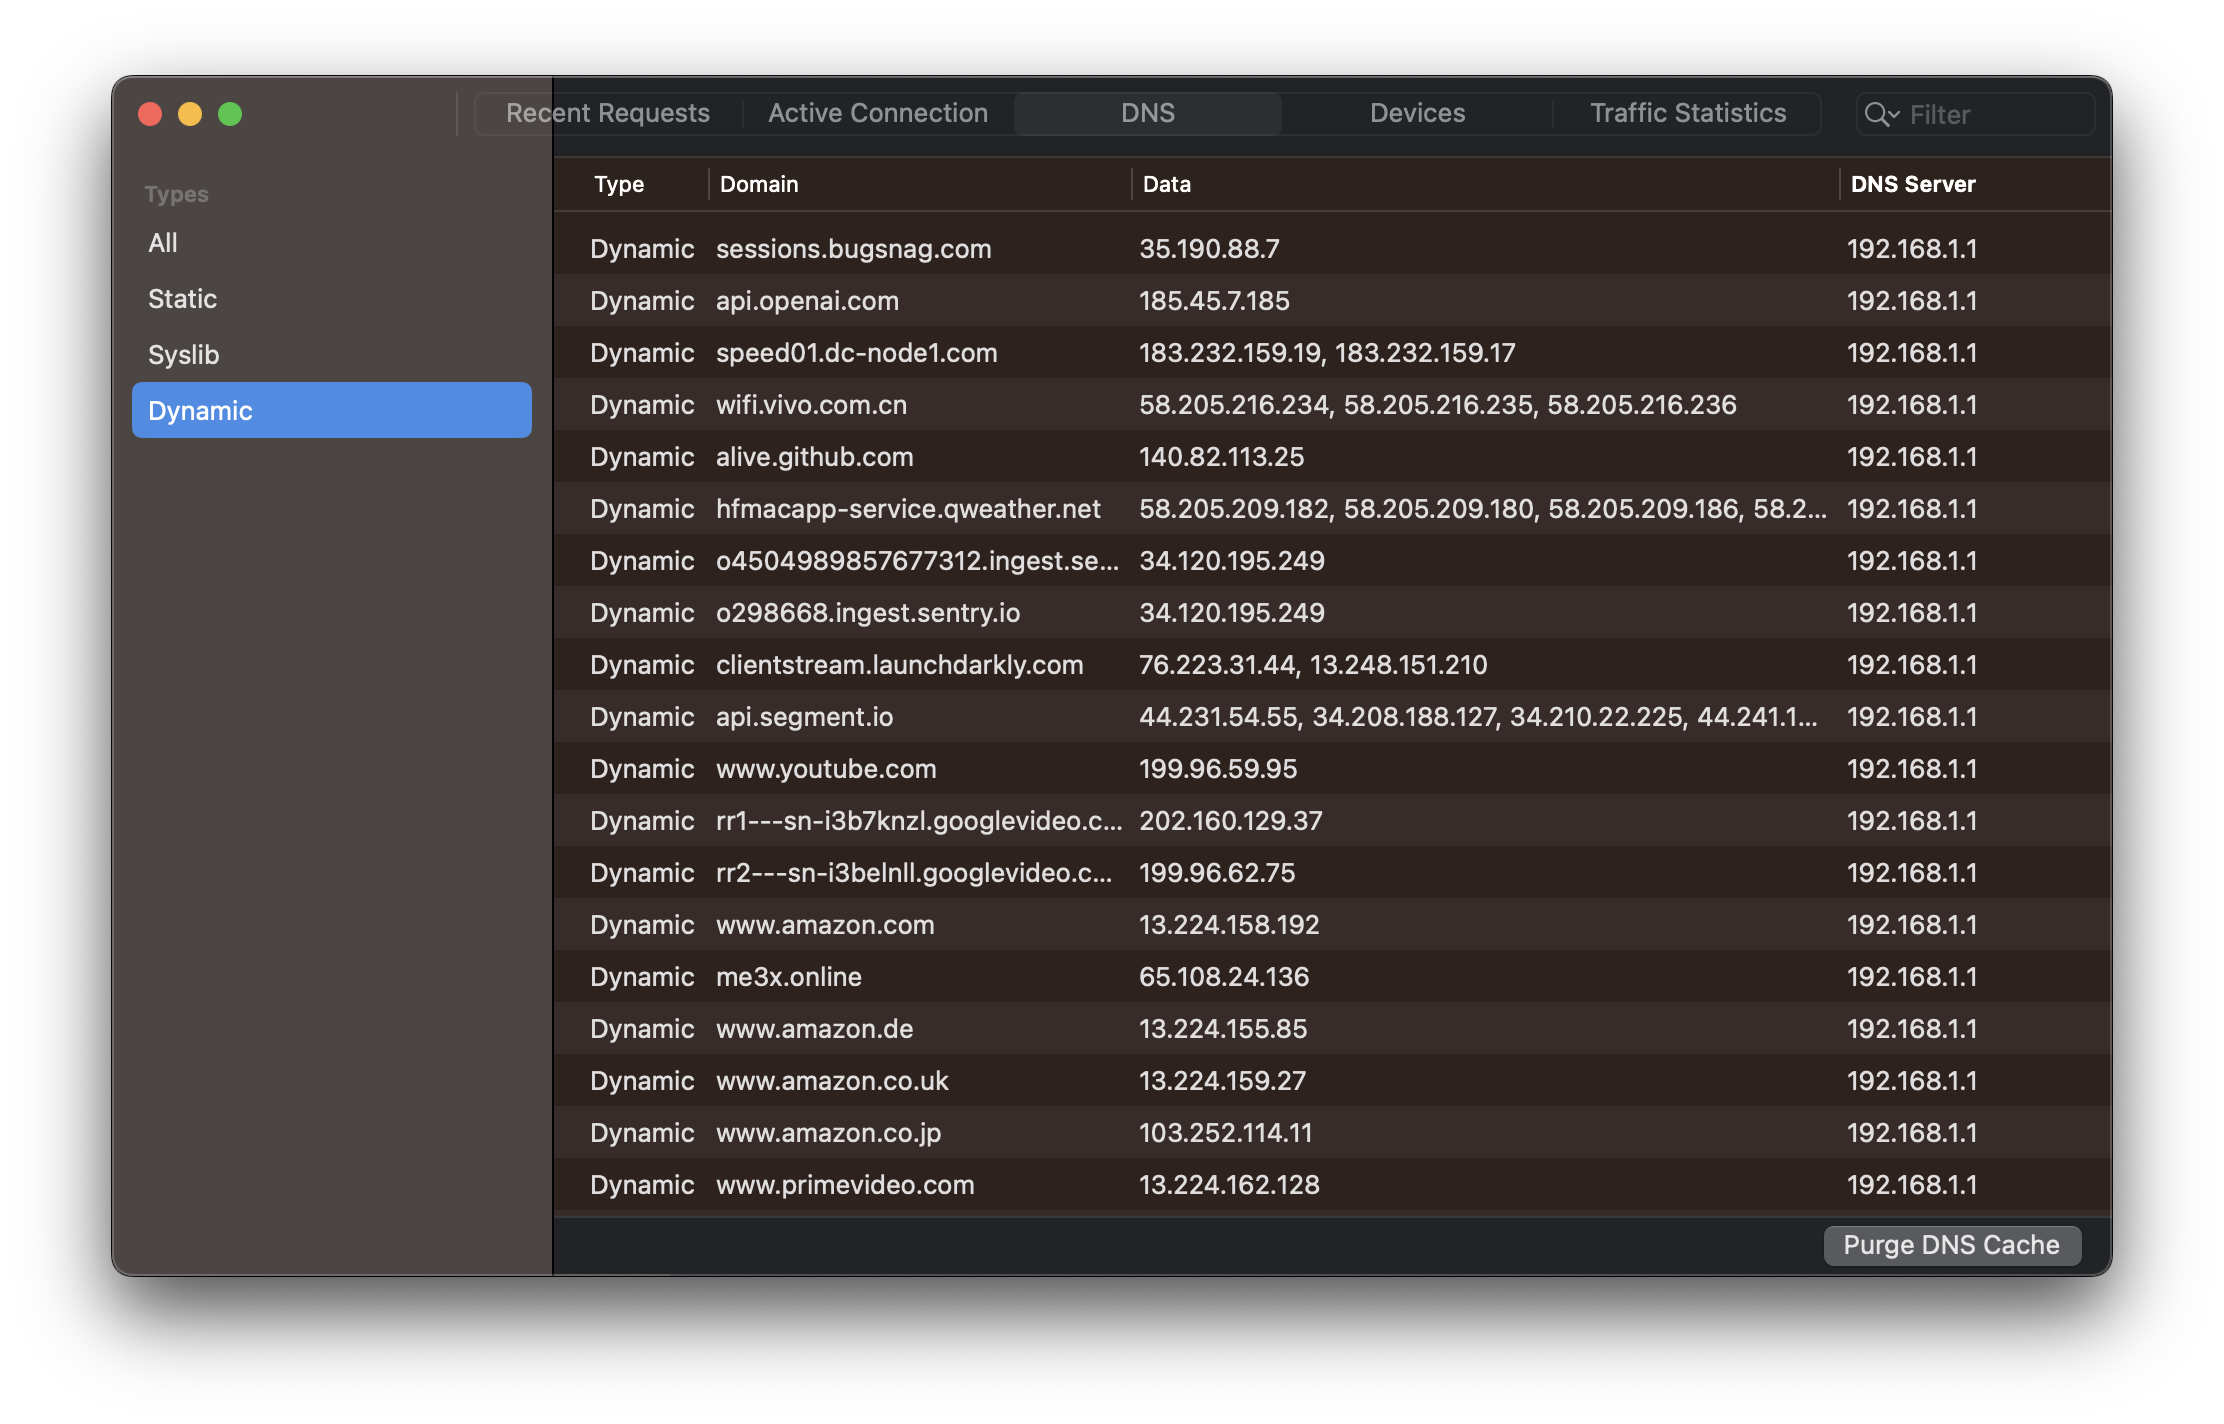 Recent Requests Active Connection DNS Devices Traffic Statistics Filter
Types
All
Static
Syslib
Dynamic
Type Domain Data DNS Server
Dynamic sessions.bugsnag.com 35.190.88.7 192.168.1.1
Dynamic api.openai.com 185.45.7.185 192.168.1.1
Dynamic speed01.dc-node1.com 183.232.159.19, 183.232.159.17 192.168.1.1
Dynamic wifi.vivo.com.cn 58.205.216.234, 58.205.216.235, 58.205.216.236 192.168.1.1
Dynamic alive.github.com 140.82.113.25 192.168.1.1
Dynamic hfmacapp-service.qweather.net 58.205.209.182, 58.205.209.180, 58.205.209.186, 58.2... 192.168.1.1
Dynamic o4504989857677312.ingest.se... 34.120.195.249 192.168.1.1
Dynamic o298668.ingest.sentry.io 34.120.195.249 192.168.1.1
Dynamic clientstream.launchdarkly.com 76.223.31.44, 13.248.151.210 192.168.1.1
Dynamic api.segment.io 44.231.54.55, 34.208.188.127, 34.210.22.225, 44.241.1... 192.168.1.1
Dynamic www.youtube.com 199.96.59.95 192.168.1.1
Dynamic rr1---sn-i3b7knzl.googlevideo.c... 202.160.129.37 192.168.1.1
Dynamic rr2---sn-i3belnll.googlevideo.c... 199.96.62.75 192.168.1.1
Dynamic www.amazon.com 13.224.158.192 192.168.1.1
Dynamic me3x.online 65.108.24.136 192.168.1.1
Dynamic www.amazon.de 13.224.155.85 192.168.1.1
Dynamic www.amazon.co.uk 13.224.159.27 192.168.1.1
Dynamic www.amazon.co.jp 103.252.114.11 192.168.1.1
Dynamic www.primevideo.com 13.224.162.128 192.168.1.1
Purge DNS Cache